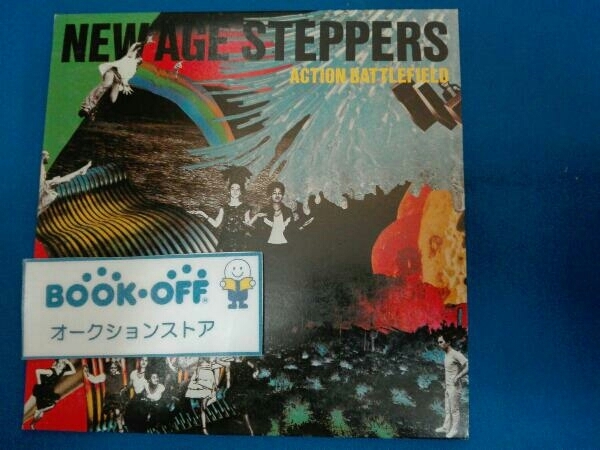 NEW AGE STEPPERS
ACTION BATTLEFIELD
BOOK·OFF®
オークションストア